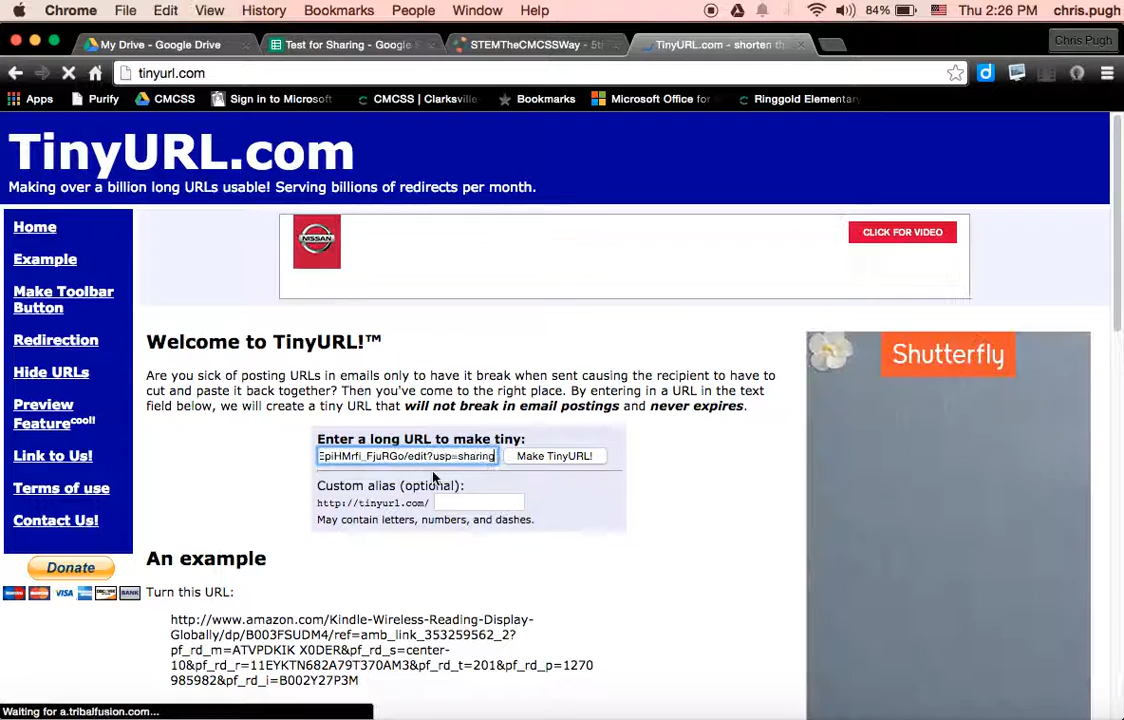 Chrome File Edit View History Bookmarks People Window Help 84% Thu 2:26 PM chris.pugh
My Drive - Google Drive Test for Sharing - Google STEMTheCMCSSWay - 5th TinyURL.com - shorten th Chris Pugh
tinyurl.com
Apps Purify CMCSS Sign in to Microsoft CMCSS | Clarksville Bookmarks Microsoft Office for Ringgold Elementary
TinyURL.com
Making over a billion long URLs usable! Serving billions of redirects per month.
Home
Example
Make Toolbar
Button
Redirection
Hide URLs
Preview
Feature cool!
Link to Us!
Terms of use
Contact Us!
Donate
VISA
BANK
NISSAN
CLICK FOR VIDEO
Welcome to TinyURL!™
Are you sick of posting URLs in emails only to have it break when sent causing the recipient to have to
cut and paste it back together? Then you've come to the right place. By entering in a URL in the text
field below, we will create a tiny URL that will not break in email postings and never expires.
Enter a long URL to make tiny:
EpiHMrfi_FjuRGo/edit?usp=sharing Make TinyURL!
Custom alias (optional):
http://tinyurl.com/
May contain letters, numbers, and dashes.
An example
Turn this URL:
http://www.amazon.com/Kindle-Wireless-Reading-Display-
Globally/dp/B003FSUDM4/ref=amb_link_353259562_2?
pf_rd_m=ATVPDKIK X0DER&pf_rd_s=center-
10&pf_rd_r=11EYKTN682A79T370AM3&pf_rd_t=201&pf_rd_p=1270
985982&pf_rd_i=B002Y27P3M
Shutterfly
Waiting for a.tribalfusion.com...